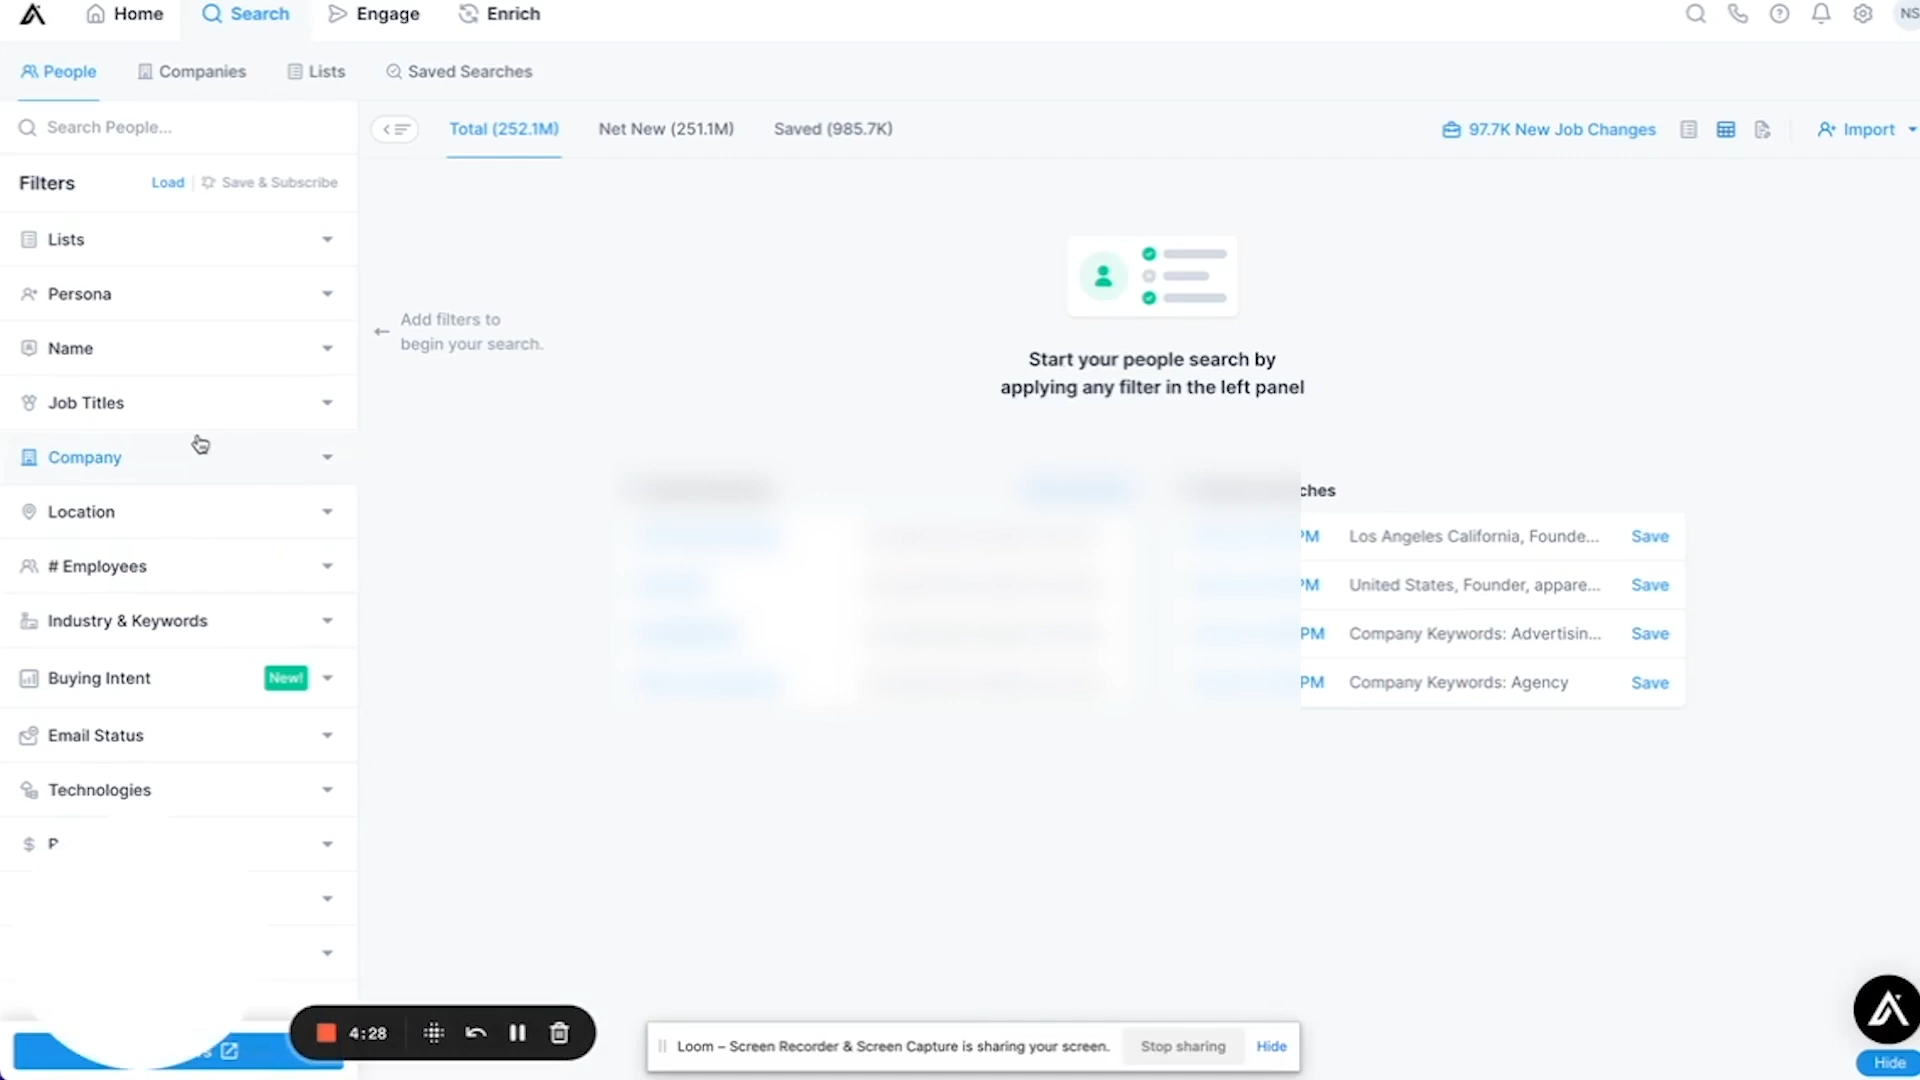 Home
Search
Engage
Enrich
NS
People
Companies
Lists
Saved Searches
Search People...
Total (252.1M)
Net New (251.1M)
Saved (985.7K)
97.7K New Job Changes
Import
Filters
Load
Save & Subscribe
Lists
Persona
Name
Job Titles
Company
Location
# Employees
Industry & Keywords
Buying Intent
New!
Email Status
Technologies
P
Add filters to
begin your search.
Start your people search by
applying any filter in the left panel
ches
PM Los Angeles California, Founde... Save
PM United States, Founder, appare... Save
PM Company Keywords: Advertisin... Save
PM Company Keywords: Agency Save
4:28
Loom – Screen Recorder & Screen Capture is sharing your screen.
Stop sharing
Hide
Hide